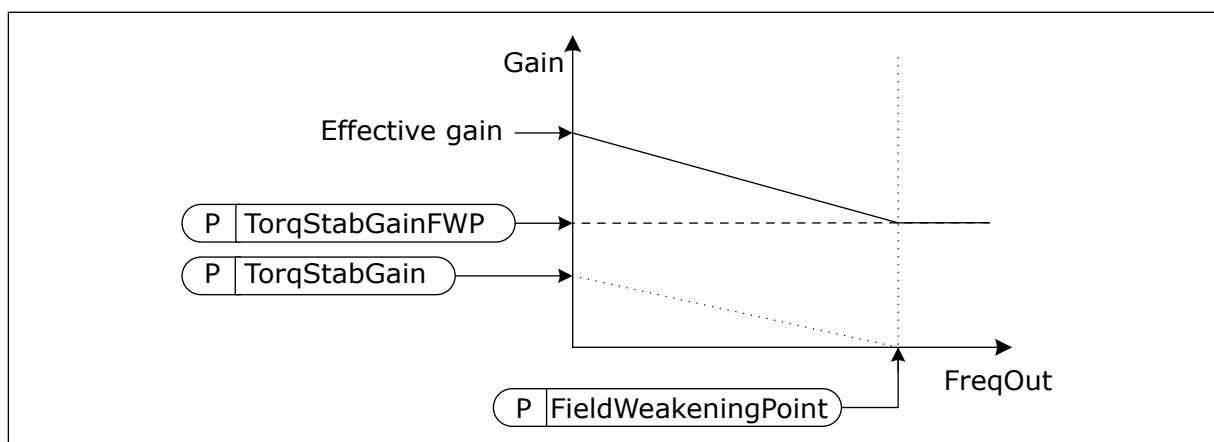 Gain
Effective gain
P TorqStabGainFWP
P TorqStabGain
FreqOut
P FieldWeakeningPoint